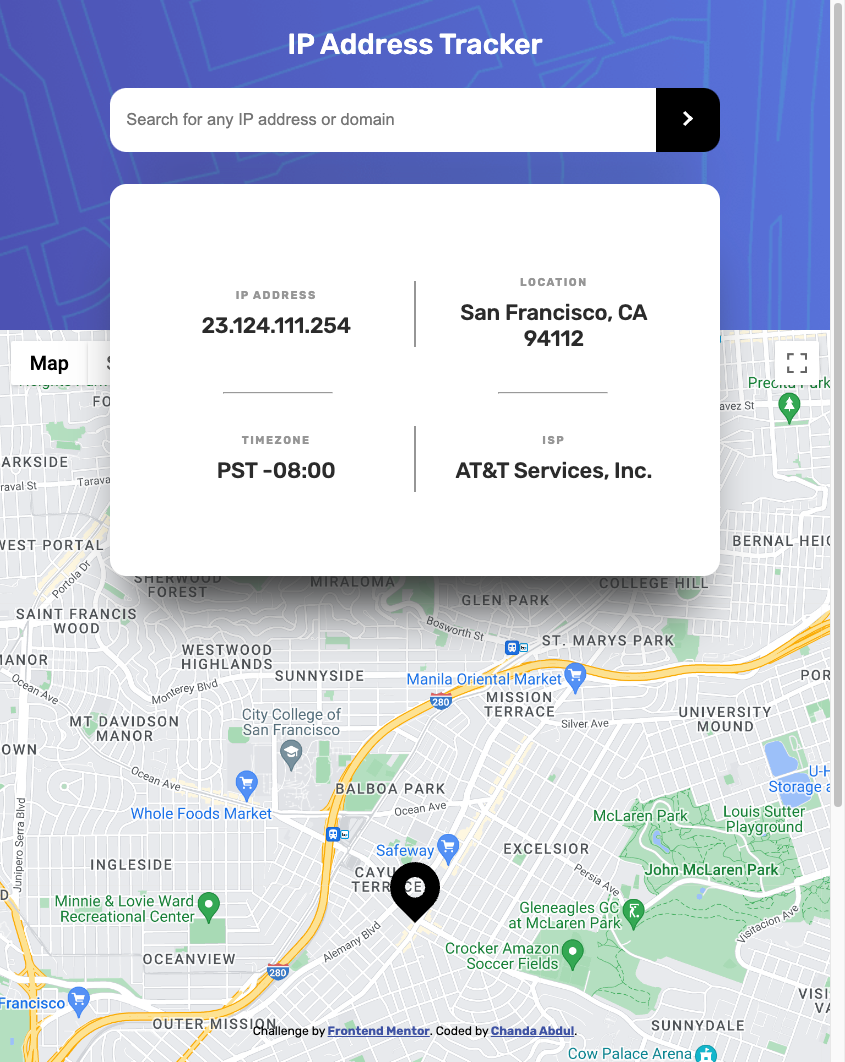 IP Address Tracker
Search for any IP address or domain
IP ADDRESS
23.124.111.254
LOCATION
San Francisco, CA
94112
TIMEZONE
PST -08:00
ISP
AT&T Services, Inc.
Map
FO
ARKSIDE
Taraval St
Tarava
WEST PORTAL
Portola Dr
BERNAL HEIG
SHERWOOD
FOREST
MIRALOMA
COLLEGE HILL
GLEN PARK
SAINT FRANCIS
WOOD
Bosworth St
ST. MARYS PARK
WESTWOOD
HIGHLANDS
MANOR
SUNNYSIDE
Manila Oriental Market
POR
Ocean Ave
Monterey Blvd
280
MISSION
TERRACE
MT DAVIDSON
MANOR
City College of
San Francisco
Silver Ave
UNIVERSITY
MOUND
OWN
Ocean Ave
U-H
Storage a
BALBOA PARK
Ocean Ave
Whole Foods Market
McLaren Park
Louis Sutter
Playground
Junipero Serra Blvd
Safeway
EXCELSIOR
INGLESIDE
CAYU
TERR
CE
Persia Ave
John McLaren Park
D
Minnie & Lovie Ward
Recreational Center
Gleneagles GC
at McLaren Park
Visitacion Ave
Alemany Blvd
Crocker Amazon
Soccer Fields
OCEANVIEW
280
Francisco
VISI
VA
OUTER MISSION
SUNNYDALE
Challenge by Frontend Mentor. Coded by Chanda Abdul.
Cow Palace Arena